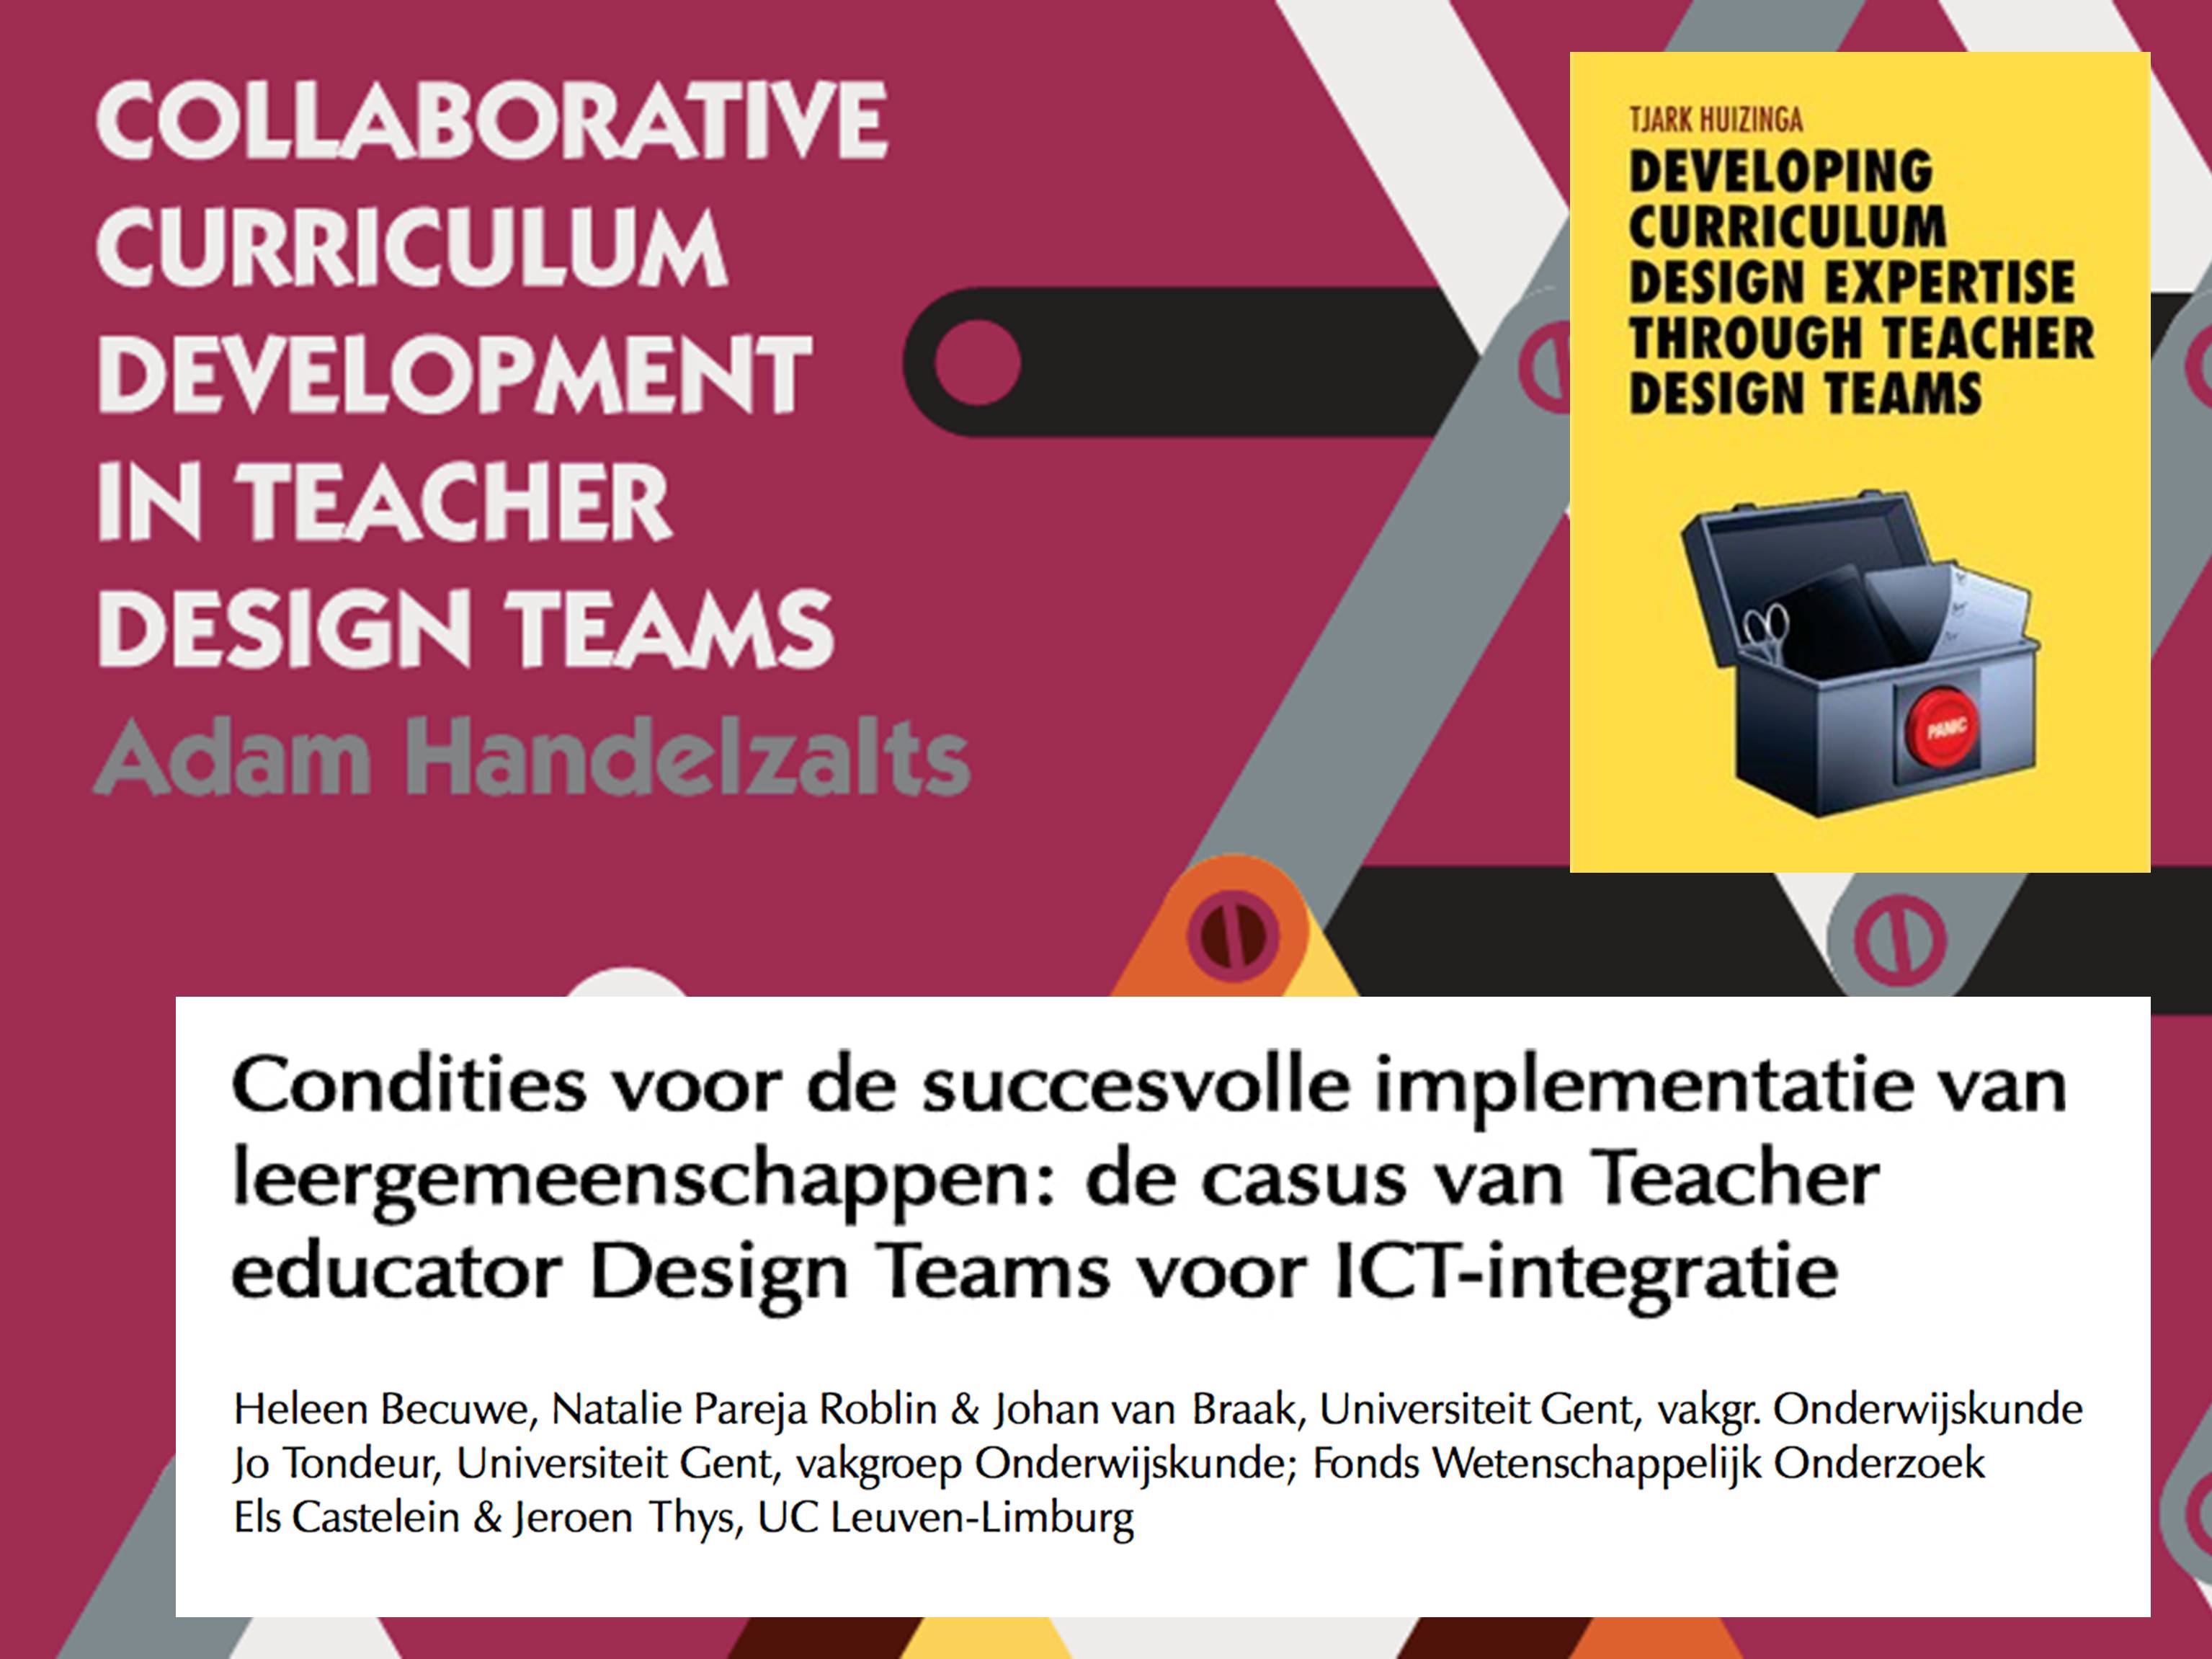 COLLABORATIVE
CURRICULUM
DEVELOPMENT
IN TEACHER
DESIGN TEAMS
Adam Handelzalts
TJARK HUIZINGA
DEVELOPING
CURRICULUM
DESIGN EXPERTISE
THROUGH TEACHER
DESIGN TEAMS
PANIC
Condities voor de succesvolle implementatie van
leergemeenschappen: de casus van Teacher
educator Design Teams voor ICT-integratie
Heleen Becuwe, Natalie Pareja Roblin & Johan van Braak, Universiteit Gent, vakgr. Onderwijskunde
Jo Tondeur, Universiteit Gent, vakgroep Onderwijskunde; Fonds Wetenschappelijk Onderzoek
Els Castelein & Jeroen Thys, UC Leuven-Limburg